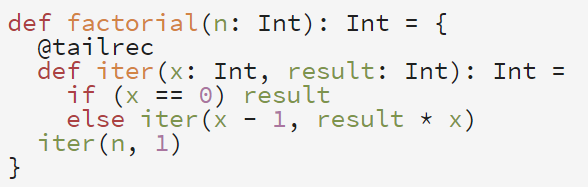 def factorial(n: Int): Int = {
  @tailrec
  def iter(x: Int, result: Int): Int =
    if (x == 0) result
    else iter(x - 1, result * x)
  iter(n, 1)
}